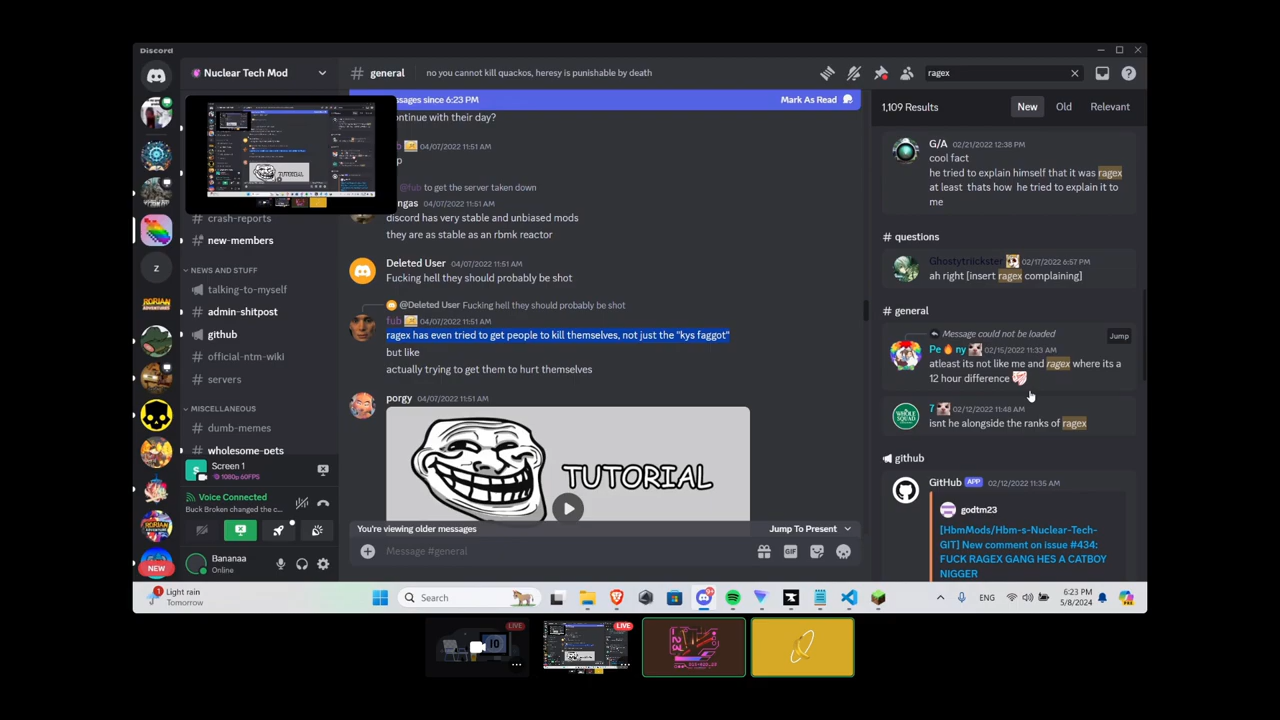 Discord
Nuclear Tech Mod
general
no you cannot kill quackos, heresy is punishable by death
ragex
essages since 6:23 PM
Mark As Read
ontinue with their day?
ub 04/07/2022 11:51 AM
p
@fub to get the server taken down
ngas 04/07/2022 11:51 AM
discord has very stable and unbiased mods
they are as stable as an rbmk reactor
Deleted User 04/07/2022 11:51 AM
Fucking hell they should probably be shot
@Deleted User Fucking hell they should probably be shot
fub 04/07/2022 11:51 AM
ragex has even tried to get people to kill themselves, not just the "kys faggot"
but like
actually trying to get them to hurt themselves
porgy 04/07/2022 11:51 AM
TUTORIAL
You're viewing older messages
Jump To Present
Message #general
GIF
crash-reports
new-members
NEWS AND STUFF
talking-to-myself
admin-shitpost
github
official-ntm-wiki
servers
MISCELLANEOUS
dumb-memes
wholesome-pets
Screen 1
1080p 60FPS
Voice Connected
Buck Broken changed the c...
Bananaa
Online
z
NEW
1,109 Results
New
Old
Relevant
G/A 02/21/2022 12:38 PM
cool fact
he tried to explain himself that it was ragex
at least thats how he tried to explain it to
me
questions
Ghostytriickster 02/17/2022 6:57 PM
ah right [insert ragex complaining]
general
Message could not be loaded
Jump
Pe🔥ny 02/15/2022 11:33 AM
atleast its not like me and ragex where its a
12 hour difference
WHOLE
SQUAD
7 02/12/2022 11:48 AM
isnt he alongside the ranks of ragex
github
GitHub APP 02/12/2022 11:35 AM
godtm23
[HbmMods/Hbm-s-Nuclear-Tech-
GIT] New comment on issue #434:
FUCK RAGEX GANG HES A CATBOY
NIGGER
1
Light rain
Tomorrow
Search
ENG
6:23 PM
5/8/2024
LIVE
LIVE